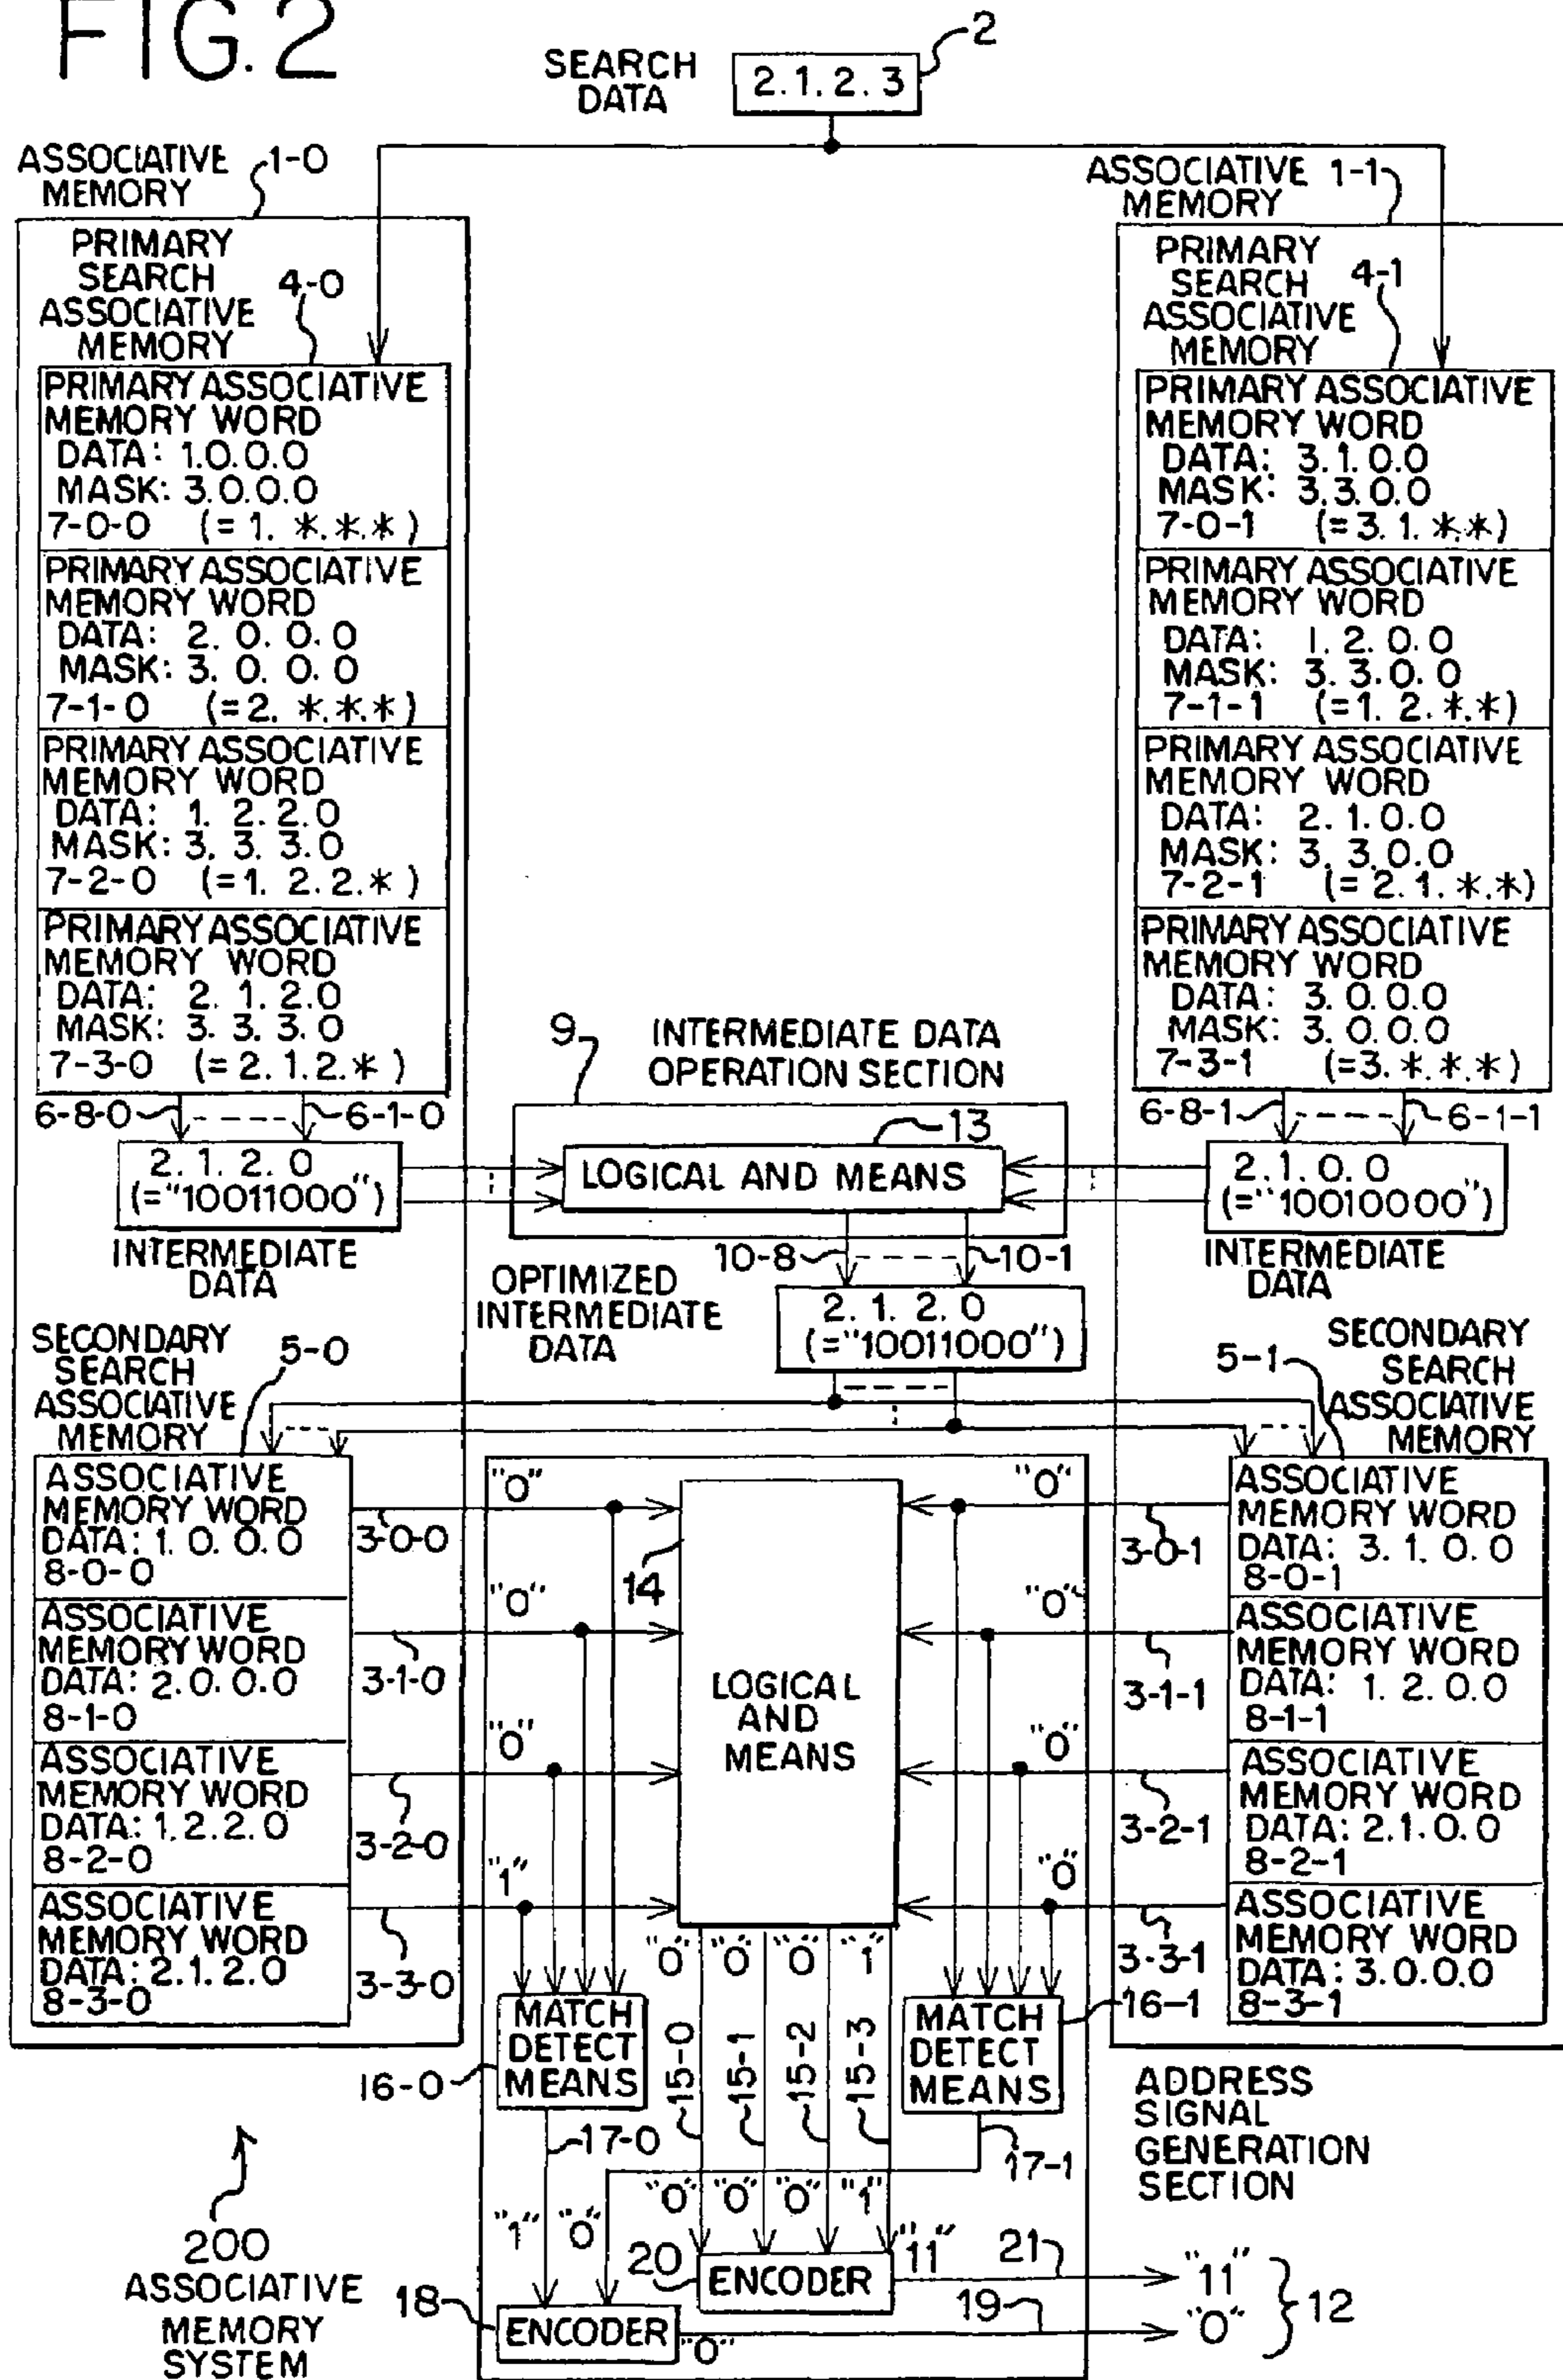 FIG. 2
SEARCH
DATA
2.1.2.3
2
ASSOCIATIVE
MEMORY
1-0
ASSOCIATIVE
MEMORY
1-1
PRIMARY
SEARCH
ASSOCIATIVE
MEMORY
4-0
PRIMARY ASSOCIATIVE
MEMORY WORD
DATA: 1.0.0.0
MASK: 3.0.0.0
7-0-0 (= 1. *.*.*)
PRIMARY ASSOCIATIVE
MEMORY WORD
DATA: 2. 0. 0. 0
MASK: 3. 0. 0. 0
7-1-0 (=2. *.*.*)
PRIMARY ASSOCIATIVE
MEMORY WORD
DATA: 1. 2. 2.0
MASK: 3. 3. 3.0
7-2-0 (=1. 2. 2.*)
PRIMARY ASSOCIATIVE
MEMORY WORD
DATA: 2. 1. 2.0
MASK: 3. 3. 3.0
7-3-0 (=2.1.2.*)
PRIMARY
SEARCH
ASSOCIATIVE
MEMORY
4-1
PRIMARY ASSOCIATIVE
MEMORY WORD
DATA: 3.1.0.0
MASK: 3.3.0.0
7-0-1 (=3. 1. *.*)
PRIMARY ASSOCIATIVE
MEMORY WORD
DATA: 1. 2. 0. 0
MASK: 3. 3. 0. 0
7-1-1 (=1. 2. *.*)
PRIMARY ASSOCIATIVE
MEMORY WORD
DATA: 2. 1. 0.0
MASK: 3. 3. 0.0
7-2-1 (=2.1.*.*)
PRIMARY ASSOCIATIVE
MEMORY WORD
DATA: 3.0.0.0
MASK: 3.0.0.0
7-3-1 (=3.*.*.*)
6-8-0
6-1-0
2. 1. 2. 0
(="10011000")
INTERMEDIATE
DATA
9
INTERMEDIATE DATA
OPERATION SECTION
13
LOGICAL AND MEANS
6-8-1
6-1-1
2. 1. 0. 0
(="10010000")
INTERMEDIATE
DATA
10-8
10-1
OPTIMIZED
INTERMEDIATE
DATA
2. 1. 2. 0
(="10011000")
SECONDARY
SEARCH
ASSOCIATIVE
MEMORY
5-0
SECONDARY
SEARCH
ASSOCIATIVE
MEMORY
5-1
ASSOCIATIVE
MEMORY WORD
DATA: 1. 0. 0. 0
8-0-0
ASSOCIATIVE
MEMORY WORD
DATA: 2.0.0.0
8-1-0
ASSOCIATIVE
MEMORY WORD
DATA: 1.2.2.0
8-2-0
ASSOCIATIVE
MEMORY WORD
DATA: 2.1.2.0
8-3-0
3-0-0
3-1-0
3-2-0
3-3-0
"0"
"0"
"0"
"1"
14
LOGICAL
AND
MEANS
"0"
"0"
"0"
"0"
3-0-1
3-1-1
3-2-1
3-3-1
ASSOCIATIVE
MEMORY WORD
DATA: 3. 1. 0. 0
8-0-1
ASSOCIATIVE
MEMORY WORD
DATA: 1. 2. 0. 0
8-1-1
ASSOCIATIVE
MEMORY WORD
DATA: 2.1.0.0
8-2-1
ASSOCIATIVE
MEMORY WORD
DATA: 3.0.0.0
8-3-1
"0" "0" "0" "1"
MATCH
DETECT
MEANS
16-0
15-0
15-1
15-2
15-3
MATCH
DETECT
MEANS
16-1
17-0
17-1
ADDRESS
SIGNAL
GENERATION
SECTION
"1" "0"
"0" "0" "0" "1"
20
ENCODER
"11"
21
"11"
18
ENCODER
"0"
19
"0"
12
200
ASSOCIATIVE
MEMORY
SYSTEM